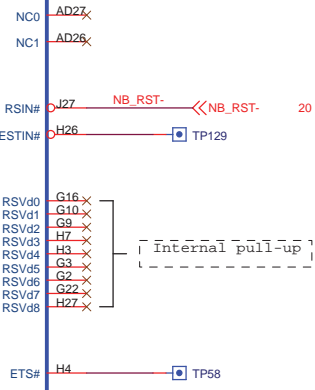 NC0 AD27
NC1 AD26
RSIN# J27 NB_RST- NB_RST- 20
ESTIN# H26 TP129
RSVd0 G16
RSVd1 G10
RSVd2 G9
RSVd3 H7
RSVd4 H3
RSVd5 G3
RSVd6 G2
RSVd7 G22
RSVd8 H27
Internal pull-up
ETS# H4 TP58